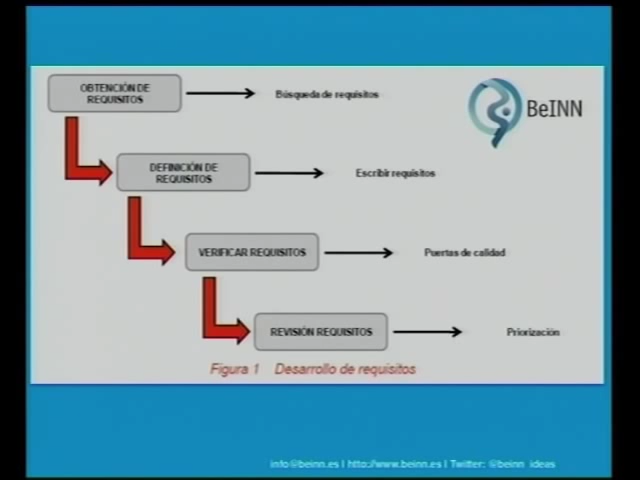 OBTENCIÓN DE
REQUISITOS
Búsqueda de requisitos
BeINN
DEFINICIÓN DE
REQUISITOS
Escribir requisitos
VERIFICAR REQUISITOS
Puertas de calidad
REVISIÓN REQUISITOS
Priorización
Figura 1 Desarrollo de requisitos
info@beinn.es | http://www.beinn.es | Twitter: @beinn_ideas